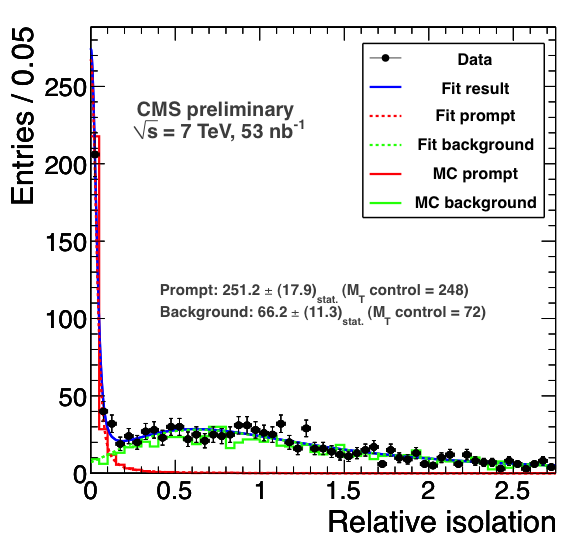 Entries / 0.05
250
200
150
100
50
0
CMS preliminary
√s = 7 TeV, 53 nb⁻¹
Data
Fit result
Fit prompt
Fit background
MC prompt
MC background
Prompt: 251.2 ± (17.9)stat. (MT control = 248)
Background: 66.2 ± (11.3)stat. (MT control = 72)
0 0.5 1 1.5 2 2.5
Relative isolation